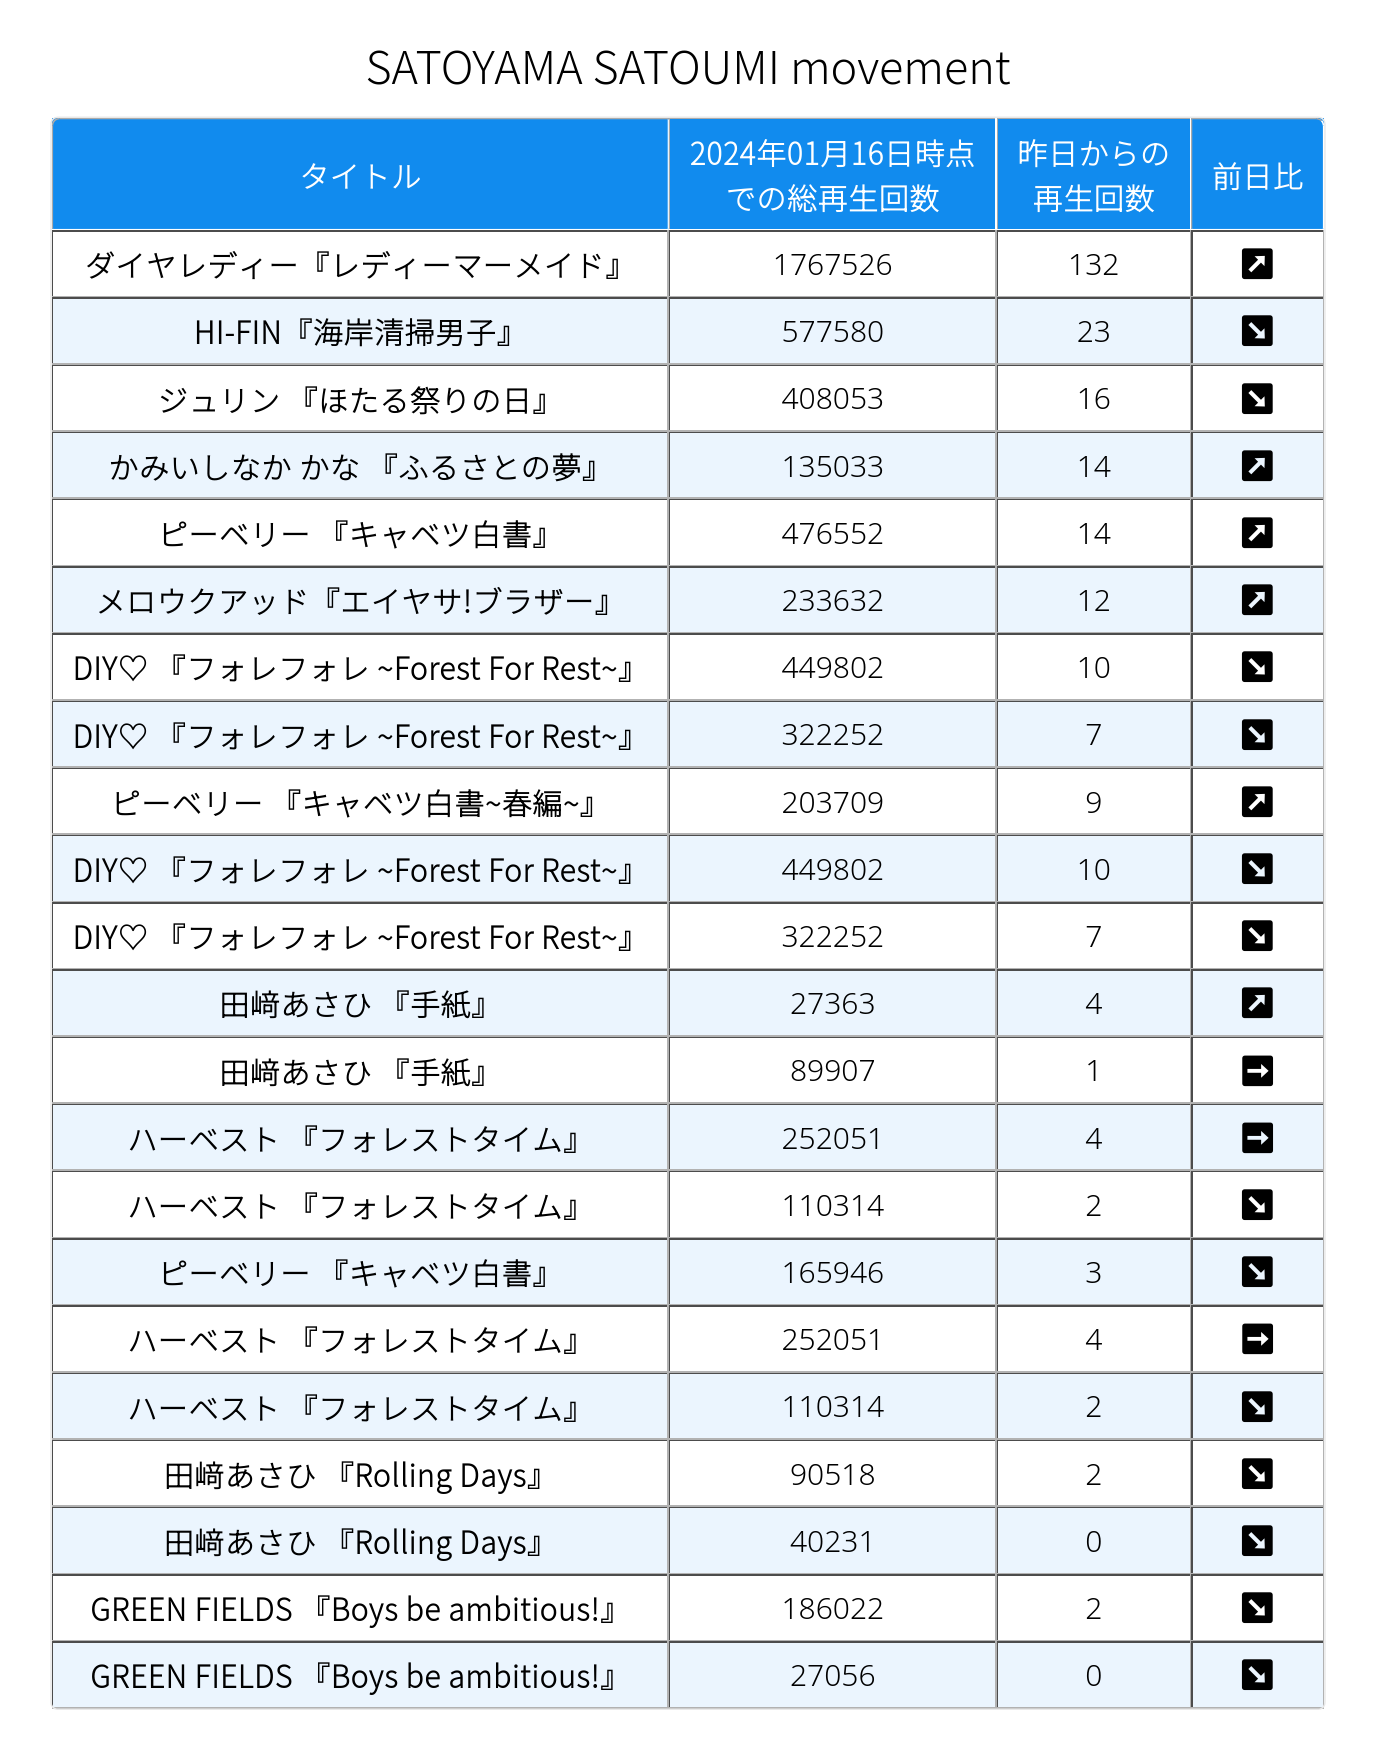 SATOYAMA SATOUMI movement
タイトル 2024年01月16日時点での総再生回数 昨日からの再生回数 前日比
ダイヤレディー『レディーマーメイド』 1767526 132 ↗
HI-FIN『海岸清掃男子』 577580 23 ↘
ジュリン 『ほたる祭りの日』 408053 16 ↘
かみいしなか かな 『ふるさとの夢』 135033 14 ↗
ピーベリー 『キャベツ白書』 476552 14 ↗
メロウクアッド『エイヤサ!ブラザー』 233632 12 ↗
DIY♡ 『フォレフォレ ~Forest For Rest~』 449802 10 ↘
DIY♡ 『フォレフォレ ~Forest For Rest~』 322252 7 ↘
ピーベリー 『キャベツ白書~春編~』 203709 9 ↗
DIY♡ 『フォレフォレ ~Forest For Rest~』 449802 10 ↘
DIY♡ 『フォレフォレ ~Forest For Rest~』 322252 7 ↘
田﨑あさひ 『手紙』 27363 4 ↗
田﨑あさひ 『手紙』 89907 1 →
ハーベスト 『フォレストタイム』 252051 4 →
ハーベスト 『フォレストタイム』 110314 2 ↘
ピーベリー 『キャベツ白書』 165946 3 ↘
ハーベスト 『フォレストタイム』 252051 4 →
ハーベスト 『フォレストタイム』 110314 2 ↘
田﨑あさひ 『Rolling Days』 90518 2 ↘
田﨑あさひ 『Rolling Days』 40231 0 ↘
GREEN FIELDS 『Boys be ambitious!』 186022 2 ↘
GREEN FIELDS 『Boys be ambitious!』 27056 0 ↘